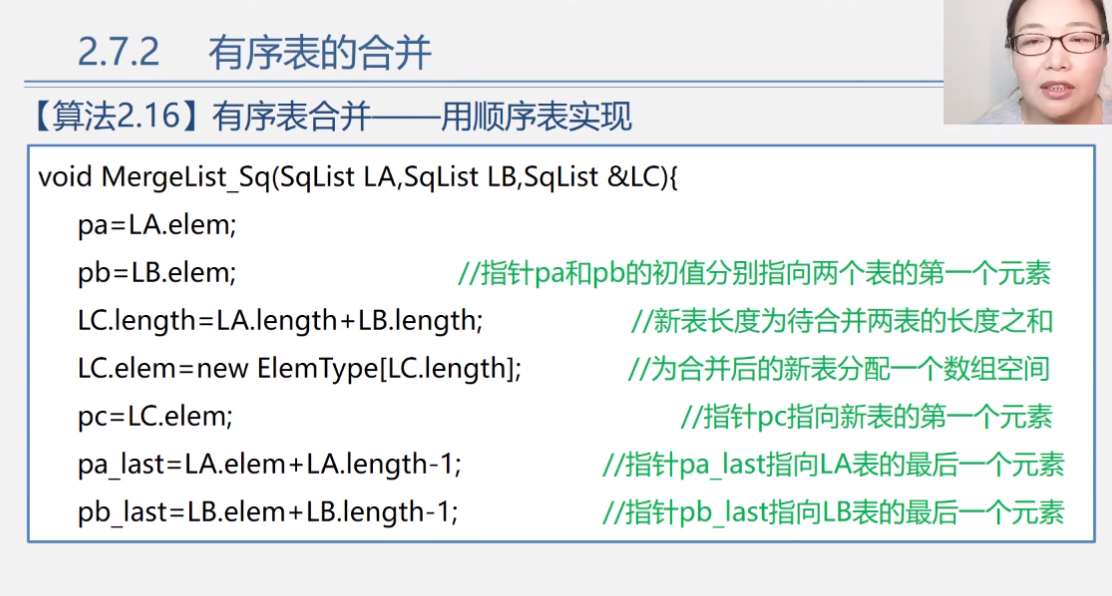 2.7.2 有序表的合并
【算法2.16】有序表合并——用顺序表实现
void MergeList_Sq(SqList LA,SqList LB,SqList &LC){
pa=LA.elem;
pb=LB.elem; //指针pa和pb的初值分别指向两个表的第一个元素
LC.length=LA.length+LB.length; //新表长度为待合并两表的长度之和
LC.elem=new ElemType[LC.length]; //为合并后的新表分配一个数组空间
pc=LC.elem; //指针pc指向新表的第一个元素
pa_last=LA.elem+LA.length-1; //指针pa_last指向LA表的最后一个元素
pb_last=LB.elem+LB.length-1; //指针pb_last指向LB表的最后一个元素